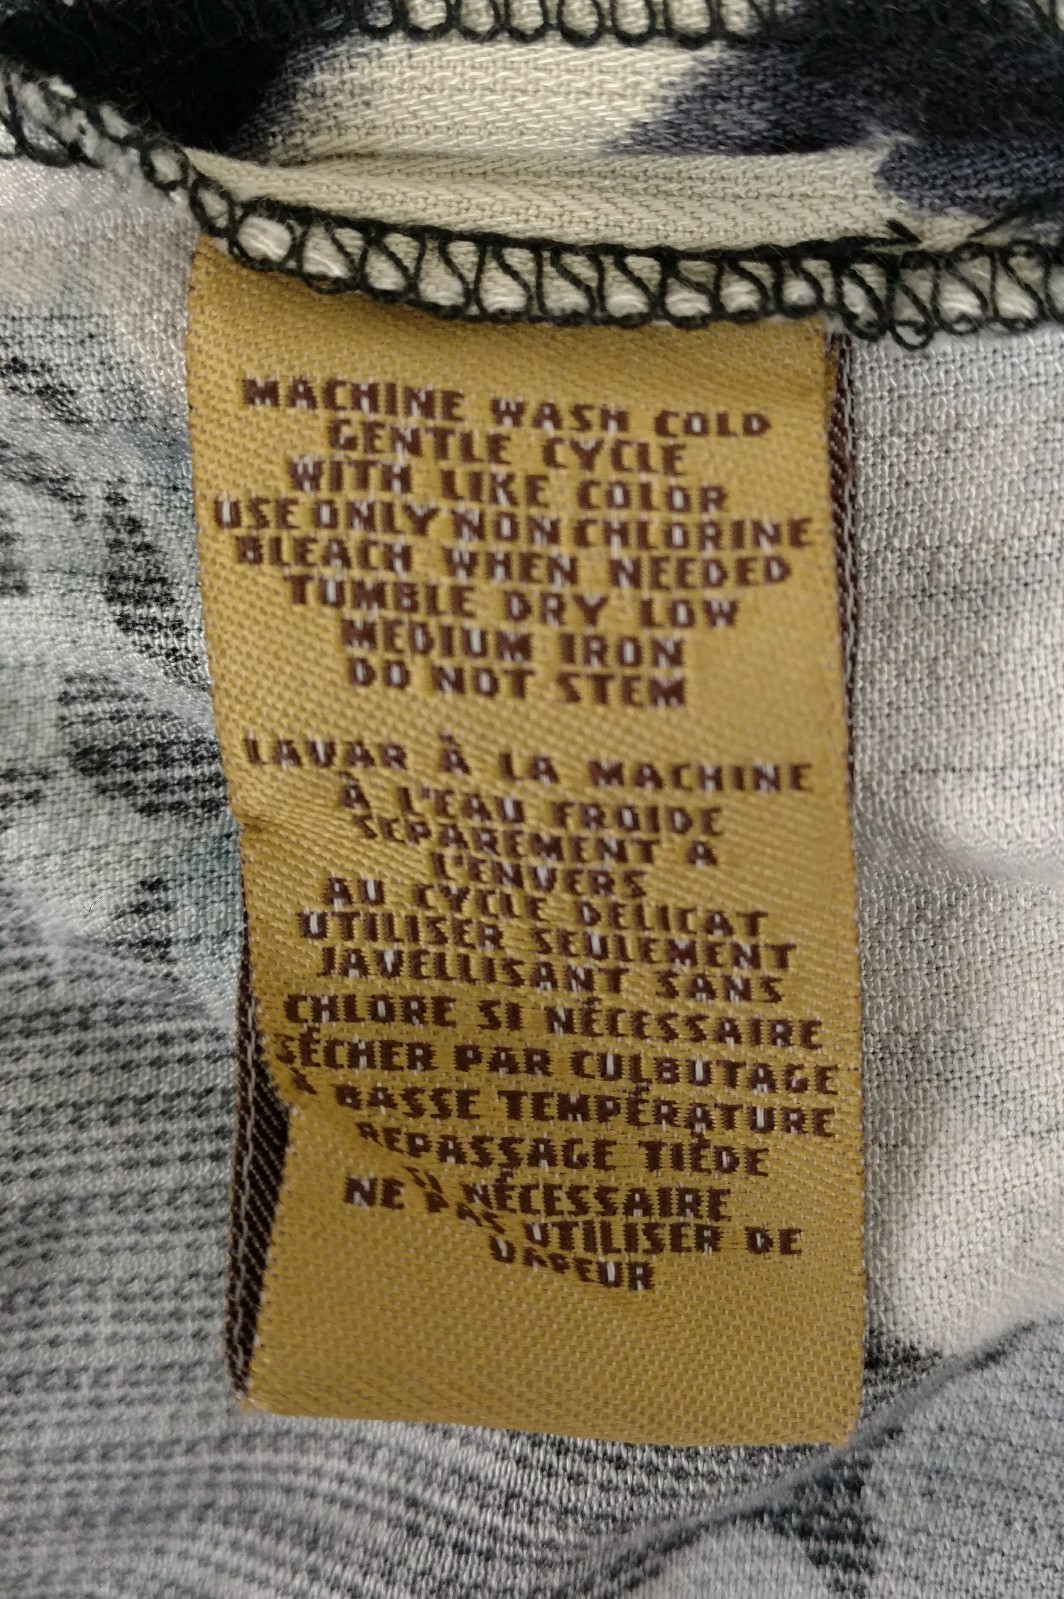 MACHINE WASH COLD
GENTLE CYCLE
WITH LIKE COLOR
USE ONLY NON CHLORINE
BLEACH WHEN NEEDED
TUMBLE DRY LOW
MEDIUM IRON
DO NOT STEM
LAVAR À LA MACHINE
À L'EAU FROIDE
SEPAREMENT A
L'ENVERS
AU CYCLE DELICAT
UTILISER SEULEMENT
JAVELLISANT SANS
CHLORE SI NÉCESSAIRE
SÉCHER PAR CULBUTAGE
À BASSE TEMPÉRATURE
REPASSAGE TIÈDE
NÉCESSAIRE
NE PAS UTILISER DE
VAPEUR